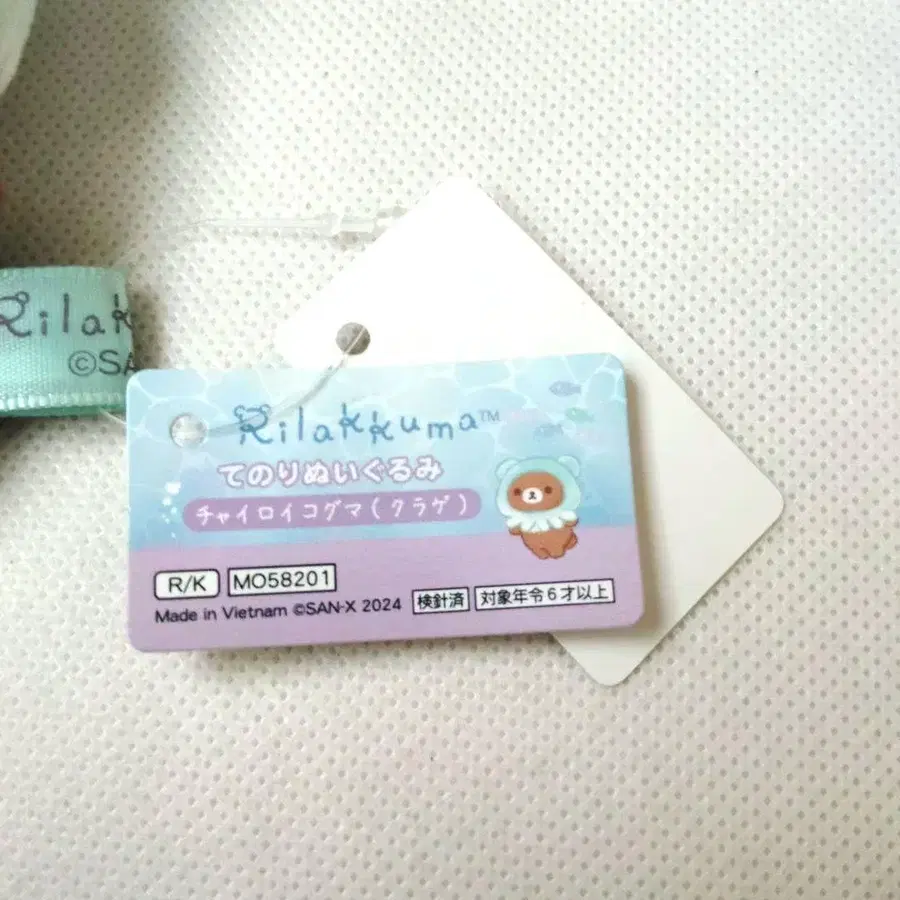 Rilak
©SA
Rilakkuma™
てのりぬいぐるみ
チャイロイコグマ(クラゲ)
R/K MO58201
Made in Vietnam ©SAN-X 2024 検針済 対象年令6才以上